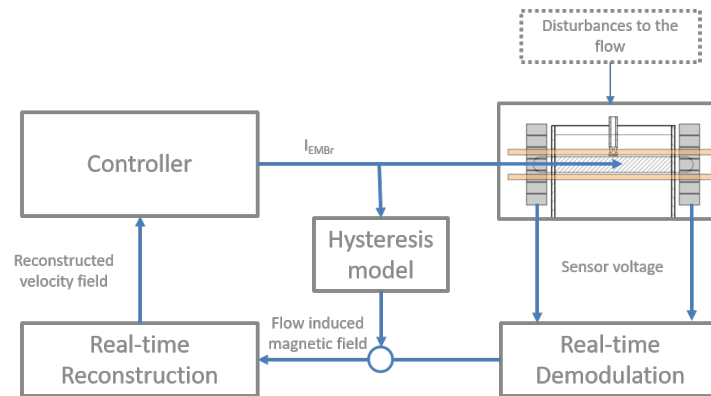 Disturbances to the
flow
Controller
I_EMBr
Hysteresis
model
Reconstructed
velocity field
Sensor voltage
Flow induced
magnetic field
Real-time
Reconstruction
Real-time
Demodulation